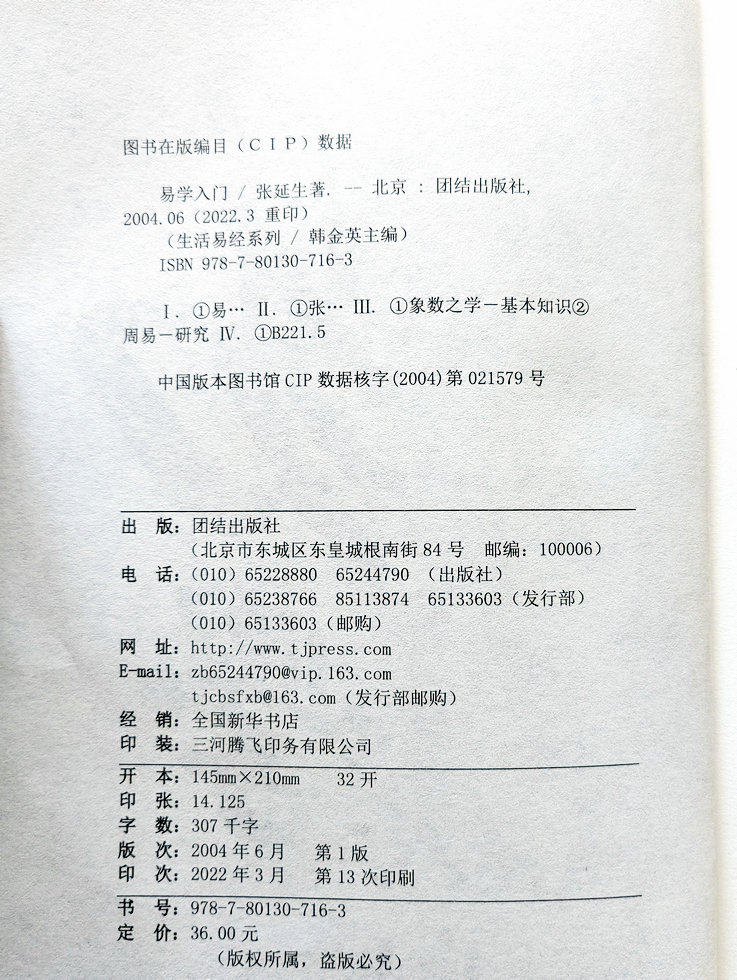 图书在版编目（CIP）数据
易学入门 / 张延生著. -- 北京 : 团结出版社,
2004.06（2022.3 重印）
（生活易经系列 / 韩金英主编）
ISBN 978-7-80130-716-3
Ⅰ. ①易… Ⅱ. ①张… Ⅲ. ①象数之学－基本知识②
周易－研究 Ⅳ. ①B221.5
中国版本图书馆 CIP 数据核字(2004)第 021579 号
出 版：团结出版社
（北京市东城区东皇城根南街 84 号 邮编：100006）
电 话：（010）65228880 65244790 （出版社）
（010）65238766 85113874 65133603（发行部）
（010）65133603（邮购）
网 址：http://www.tjpress.com
E-mail：zb65244790@vip.163.com
tjcbsfxb@163.com（发行部邮购）
经 销：全国新华书店
印 装：三河腾飞印务有限公司
开 本：145mm×210mm 32 开
印 张：14.125
字 数：307 千字
版 次：2004 年 6 月 第 1 版
印 次：2022 年 3 月 第 13 次印刷
书 号：978-7-80130-716-3
定 价：36.00 元
（版权所属，盗版必究）